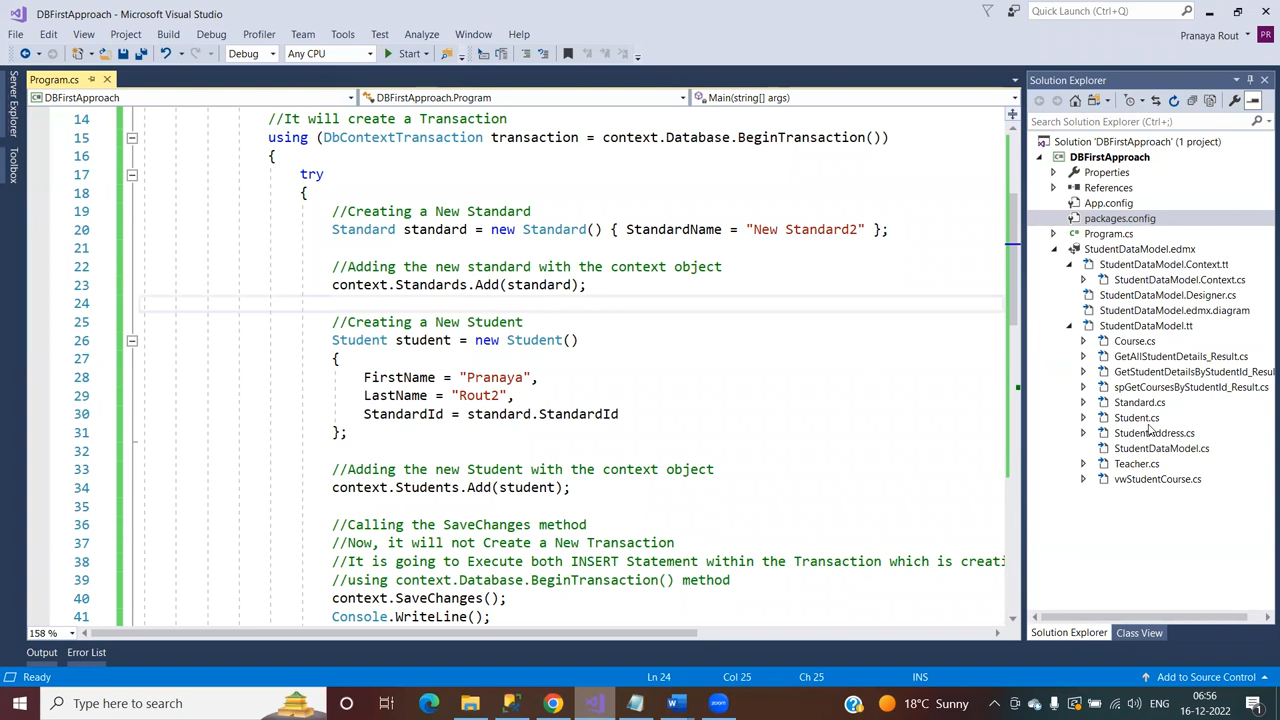 DBFirstApproach - Microsoft Visual Studio
Quick Launch (Ctrl+Q)
File Edit View Project Build Debug Profiler Team Tools Test Analyze Window Help
Pranaya Rout PR
Debug Any CPU Start
Server Explorer
Toolbox
Program.cs
DBFirstApproach DBFirstApproach.Program Main(string[] args)
14 //It will create a Transaction
15 using (DbContextTransaction transaction = context.Database.BeginTransaction())
16 {
17 try
18 {
19 //Creating a New Standard
20 Standard standard = new Standard() { StandardName = "New Standard2" };
21
22 //Adding the new standard with the context object
23 context.Standards.Add(standard);
24
25 //Creating a New Student
26 Student student = new Student()
27 {
28 FirstName = "Pranaya",
29 LastName = "Rout2",
30 StandardId = standard.StandardId
31 };
32
33 //Adding the new Student with the context object
34 context.Students.Add(student);
35
36 //Calling the SaveChanges method
37 //Now, it will not Create a New Transaction
38 //It is going to Execute both INSERT Statement within the Transaction which is creati
39 //using context.Database.BeginTransaction() method
40 context.SaveChanges();
41 Console.WriteLine();
158 %
Solution Explorer
Search Solution Explorer (Ctrl+;)
Solution 'DBFirstApproach' (1 project)
DBFirstApproach
Properties
References
App.config
packages.config
Program.cs
StudentDataModel.edmx
StudentDataModel.Context.tt
StudentDataModel.Context.cs
StudentDataModel.Designer.cs
StudentDataModel.edmx.diagram
StudentDataModel.tt
Course.cs
GetAllStudentDetails_Result.cs
GetStudentDetailsByStudentId_Resul
spGetCoursesByStudentId_Result.cs
Standard.cs
Student.cs
StudentAddress.cs
StudentDataModel.cs
Teacher.cs
vwStudentCourse.cs
Solution Explorer Class View
Output Error List
Ready Ln 24 Col 25 Ch 25 INS Add to Source Control
Type here to search
18°C Sunny
ENG
06:56
16-12-2022
1